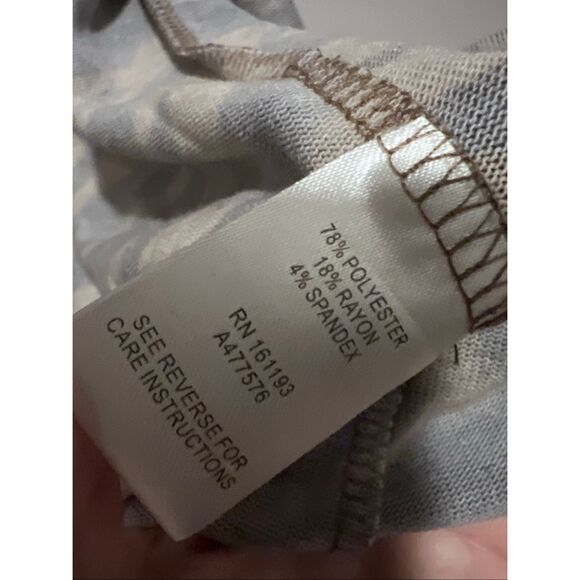 78% POLYESTER
18% RAYON
4% SPANDEX
RN 161193
A477576
SEE REVERSE FOR
CARE INSTRUCTIONS